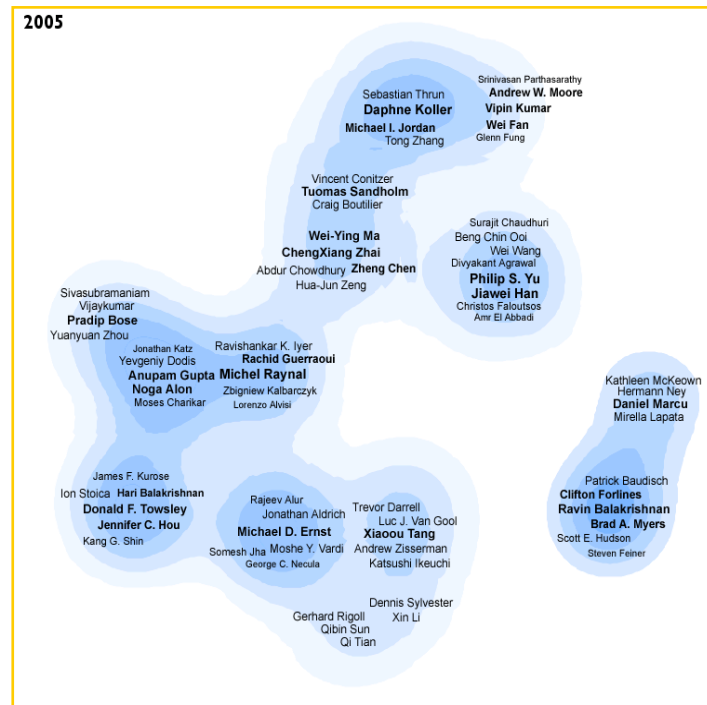 2005
Sebastian Thrun
Daphne Koller
Michael I. Jordan
Tong Zhang
Srinivasan Parthasarathy
Andrew W. Moore
Vipin Kumar
Wei Fan
Glenn Fung
Vincent Conitzer
Tuomas Sandholm
Craig Boutilier
Wei-Ying Ma
ChengXiang Zhai
Abdur Chowdhury Zheng Chen
Hua-Jun Zeng
Surajit Chaudhuri
Beng Chin Ooi
Wei Wang
Divyakant Agrawal
Philip S. Yu
Jiawei Han
Christos Faloutsos
Amr El Abbadi
Sivasubramaniam
Vijaykumar
Pradip Bose
Yuanyuan Zhou
Jonathan Katz
Yevgeniy Dodis
Anupam Gupta
Noga Alon
Moses Charikar
Ravishankar K. Iyer
Rachid Guerraoui
Michel Raynal
Zbigniew Kalbarczyk
Lorenzo Alvisi
Kathleen McKeown
Hermann Ney
Daniel Marcu
Mirella Lapata
Patrick Baudisch
Clifton Forlines
Ravin Balakrishnan
Brad A. Myers
Scott E. Hudson
Steven Feiner
James F. Kurose
Ion Stoica Hari Balakrishnan
Donald F. Towsley
Jennifer C. Hou
Kang G. Shin
Rajeev Alur
Jonathan Aldrich
Michael D. Ernst
Somesh Jha Moshe Y. Vardi
George C. Necula
Trevor Darrell
Luc J. Van Gool
Xiaoou Tang
Andrew Zisserman
Katsushi Ikeuchi
Dennis Sylvester
Xin Li
Gerhard Rigoll
Qibin Sun
Qi Tian